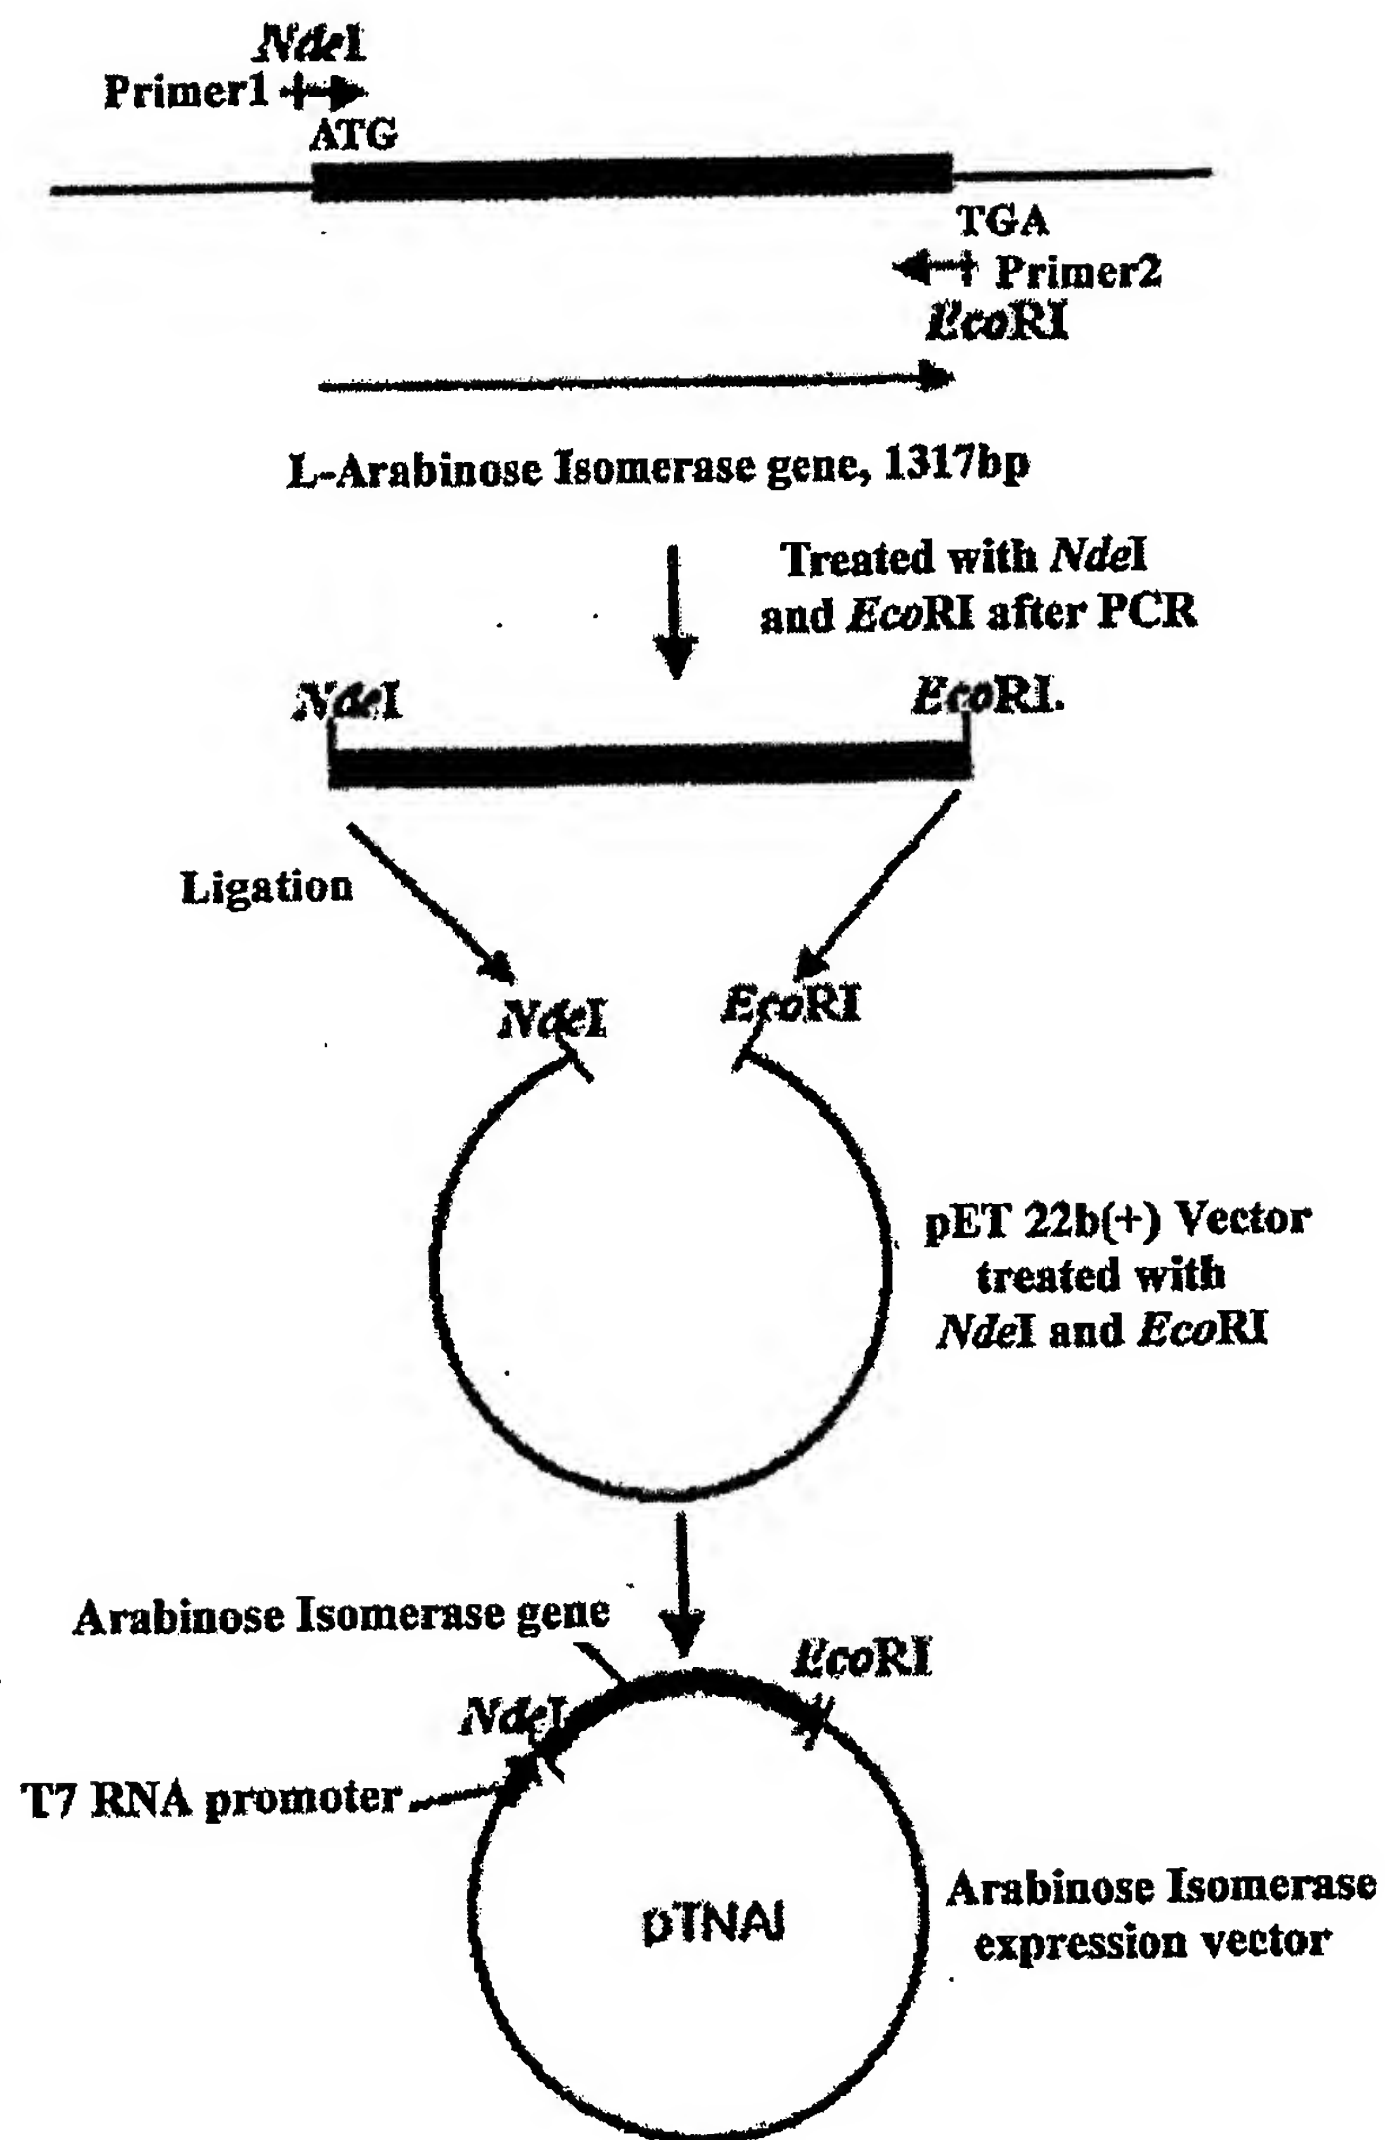 NdeI
Primer1
ATG
TGA
Primer2
EcoRI
L-Arabinose Isomerase gene, 1317bp
Treated with NdeI
and EcoRI after PCR
NdeI
EcoRI.
Ligation
NdeI
EcoRI
pET 22b(+) Vector
treated with
NdeI and EcoRI
Arabinose Isomerase gene
EcoRI
NdeI
T7 RNA promoter
pTNAI
Arabinose Isomerase
expression vector